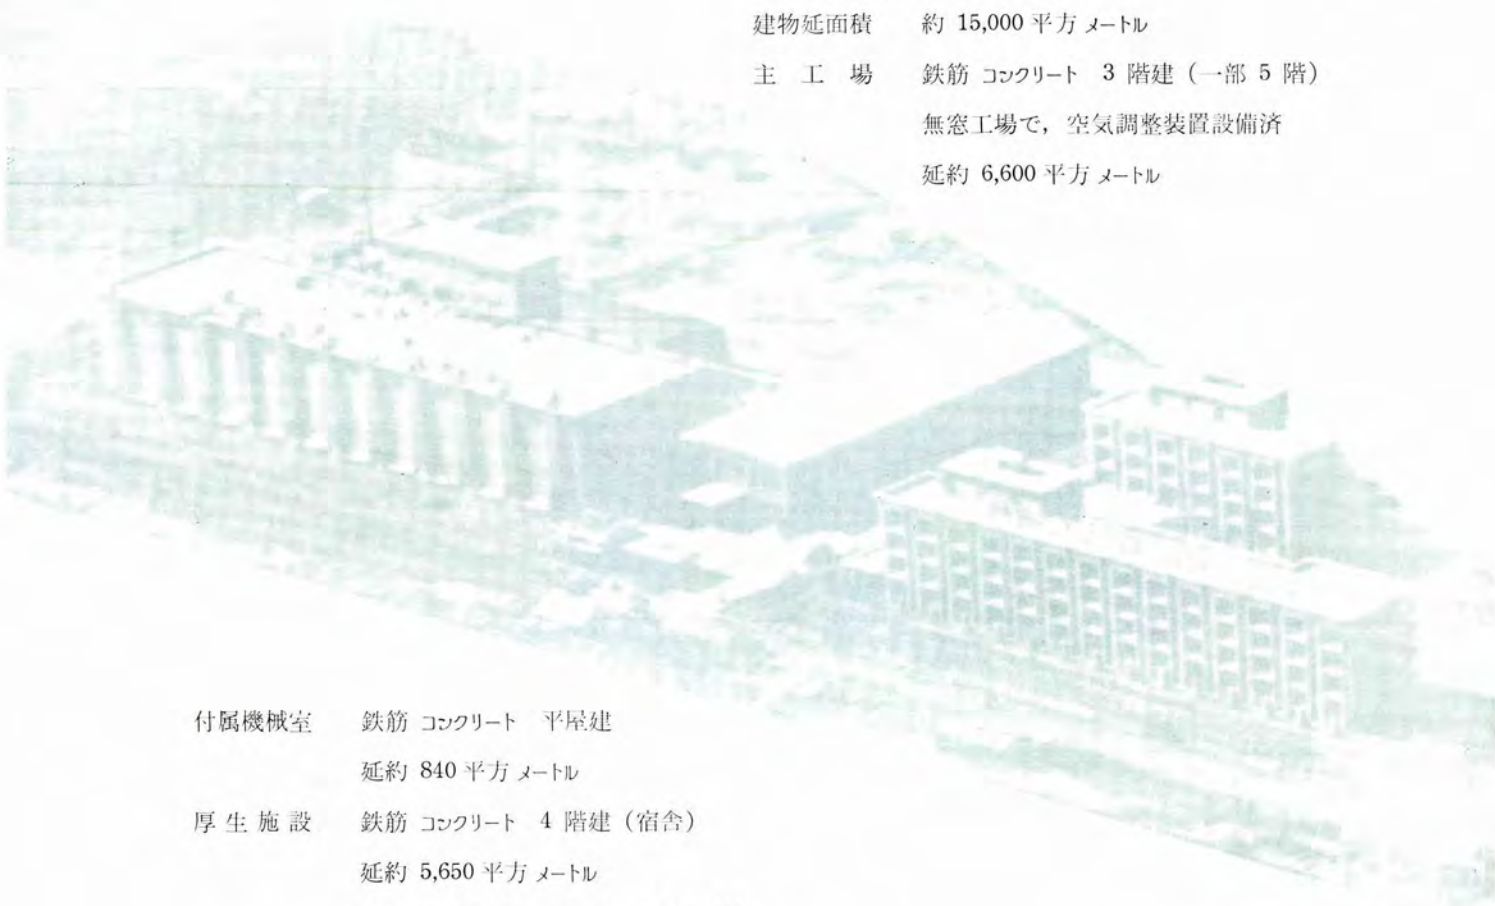 建物延面積 約 15,000 平方 メートル
主工場 鉄筋 コンクリート 3 階建 (一部 5 階)
無窓工場で, 空気調整装置設備済
延約 6,600 平方 メートル
付属機械室 鉄筋 コンクリート 平屋建
延約 840 平方 メートル
厚生施設 鉄筋 コンクリート 4 階建 (宿舎)
延約 5,650 平方 メートル